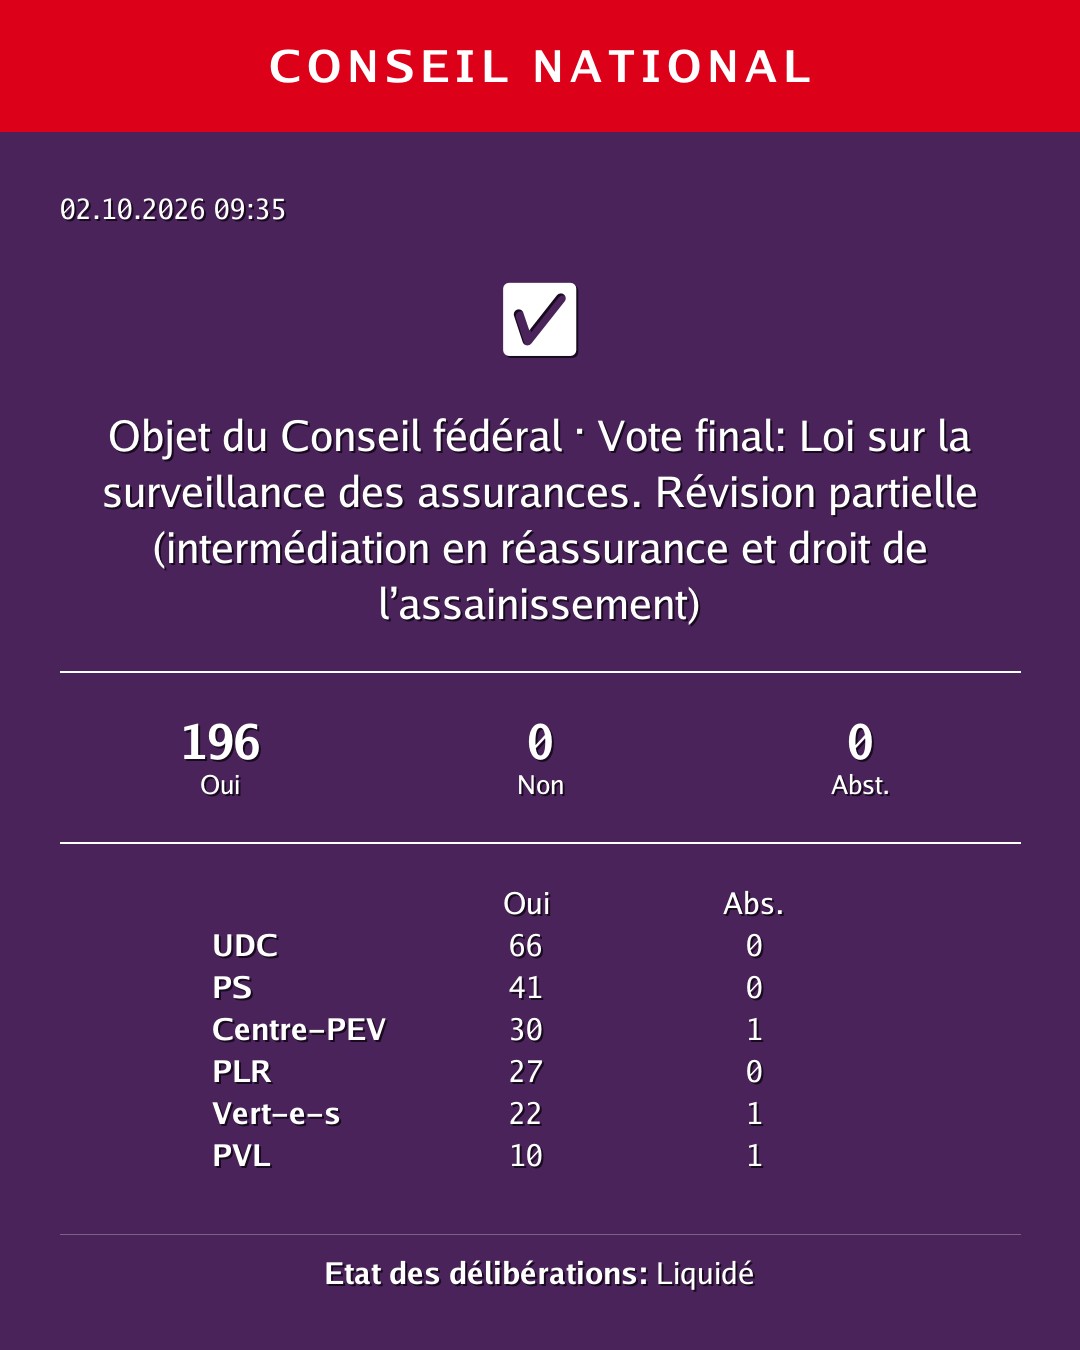 CONSEIL NATIONAL
02.10.2026 09:35
Objet du Conseil fédéral · Vote final: Loi sur la
surveillance des assurances. Révision partielle
(intermédiation en réassurance et droit de
l’assainissement)
196 0 0
Oui Non Abst.
Oui Abs.
UDC 66 0
PS 41 0
Centre-PEV 30 1
PLR 27 0
Vert-e-s 22 1
PVL 10 1
Etat des délibérations: Liquidé